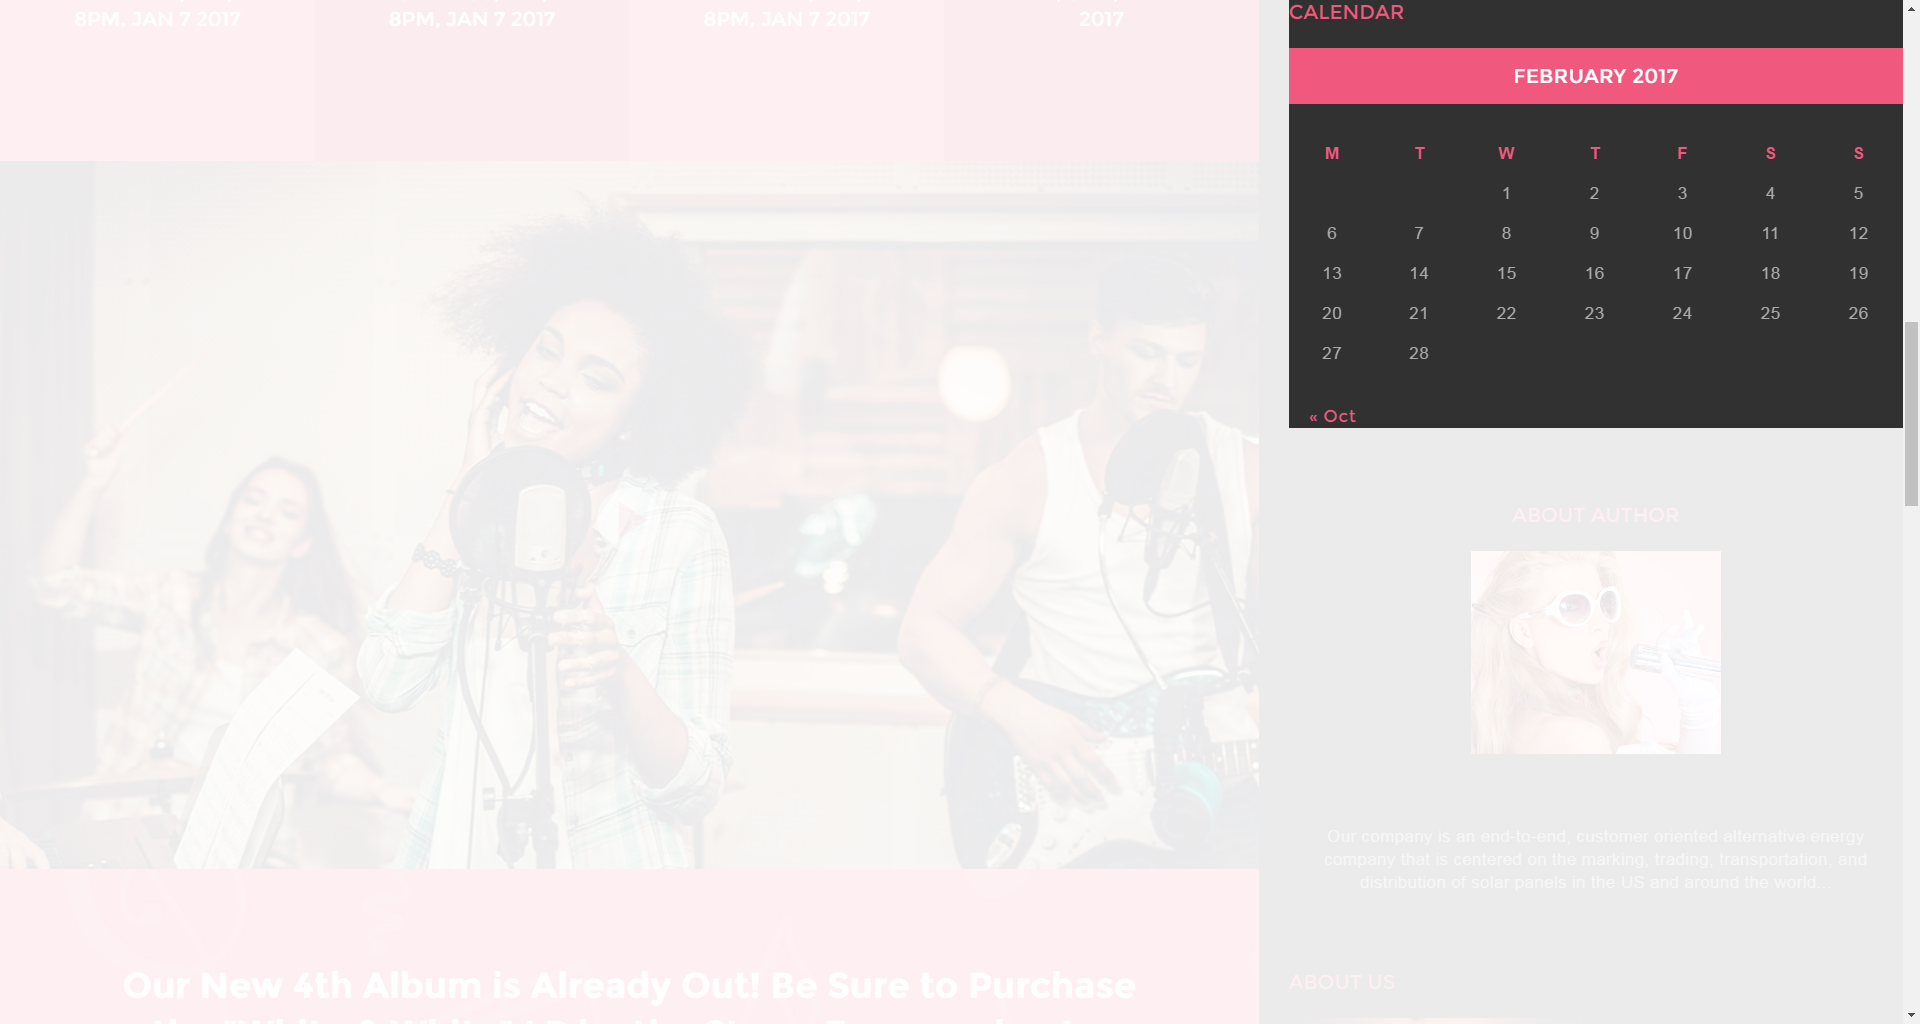 8PM, JAN 7 2017
8PM, JAN 7 2017
8PM, JAN 7 2017
2017
CALENDAR
FEBRUARY 2017
M T W T F S S
1 2 3 4 5
6 7 8 9 10 11 12
13 14 15 16 17 18 19
20 21 22 23 24 25 26
27 28
« Oct
ABOUT AUTHOR
Our company is an end-to-end, customer oriented alternative energy
company that is centered on the marking, trading, transportation, and
distribution of solar panels in the US and around the world...
ABOUT US
Our New 4th Album is Already Out! Be Sure to Purchase